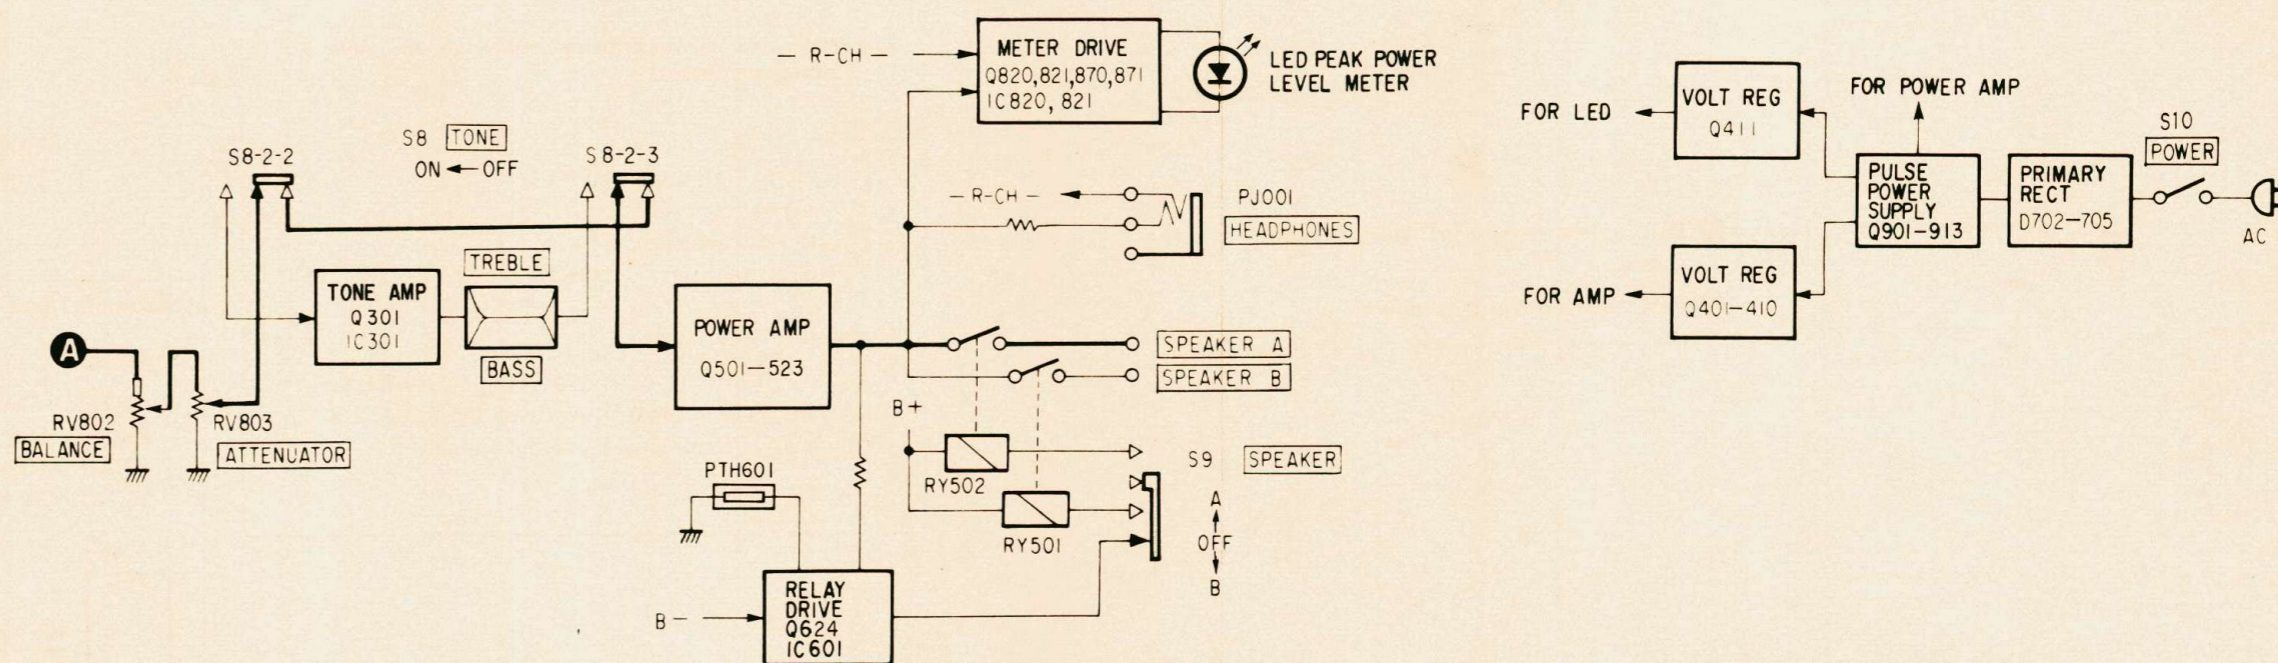 — R-CH —
METER DRIVE
Q820,821,870,871
IC820, 821
LED PEAK POWER
LEVEL METER
S8 TONE
ON ← OFF
S8-2-2
S8-2-3
— R-CH —
PJ001
HEADPHONES
TREBLE
TONE AMP
Q301
IC301
BASS
A
RV802
BALANCE
RV803
ATTENUATOR
POWER AMP
Q501—523
SPEAKER A
SPEAKER B
B+
RY502
RY501
S9 SPEAKER
A
OFF
B
PTH601
B—
RELAY
DRIVE
Q624
IC601
FOR LED
VOLT REG
Q411
FOR POWER AMP
PULSE
POWER
SUPPLY
Q901—913
PRIMARY
RECT
D702—705
S10
POWER
AC
FOR AMP
VOLT REG
Q401—410